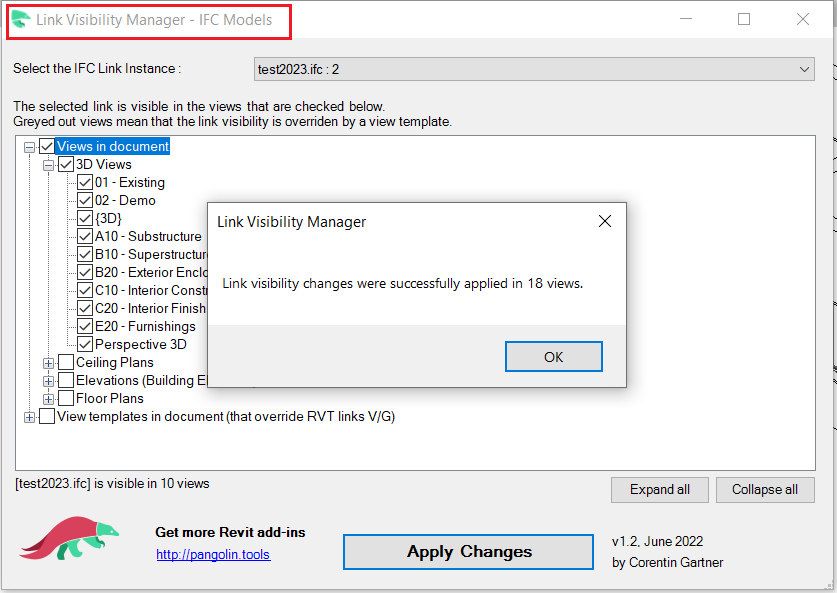 Link Visibility Manager - IFC Models
Select the IFC Link Instance :
test2023.ifc : 2
The selected link is visible in the views that are checked below.
Greyed out views mean that the link visibility is overriden by a view template.
Views in document
3D Views
01 - Existing
02 - Demo
{3D}
A10 - Substructure
B10 - Superstructur
B20 - Exterior Enclo
C10 - Interior Constr
C20 - Interior Finish
E20 - Furnishings
Perspective 3D
Ceiling Plans
Elevations (Building El
Floor Plans
View templates in document (that override RVT links V/G)
Link Visibility Manager
Link visibility changes were successfully applied in 18 views.
OK
[test2023.ifc] is visible in 10 views
Expand all
Collapse all
Get more Revit add-ins
http://pangolin.tools
Apply Changes
v1.2, June 2022
by Corentin Gartner